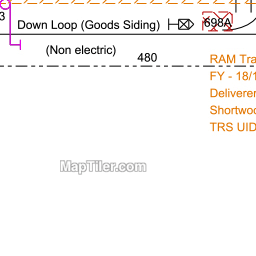 3
Down Loop (Goods Siding)
698A
(Non electric)
480
RAM Tra
FY - 18/1
Deliverer
Shortwoo
TRS UID
MapTiler.com